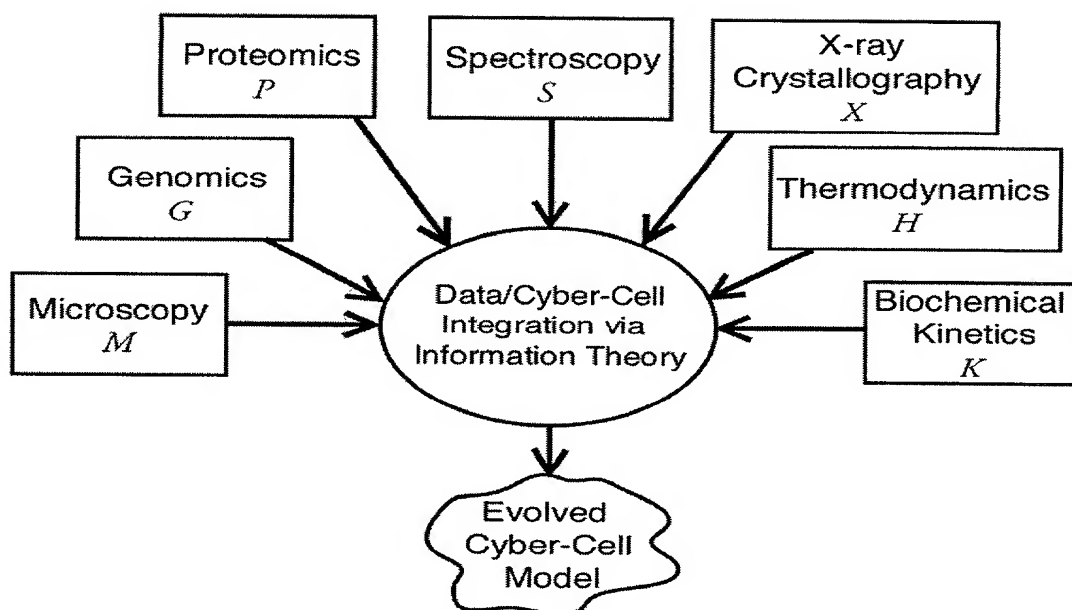 Proteomics
P
Spectroscopy
S
X-ray
Crystallography
X
Genomics
G
Thermodynamics
H
Microscopy
M
Data/Cyber-Cell
Integration via
Information Theory
Biochemical
Kinetics
K
Evolved
Cyber-Cell
Model